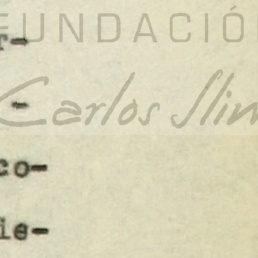 FUNDACIÓ
r-
-
Carlos Slim
co-
ie-